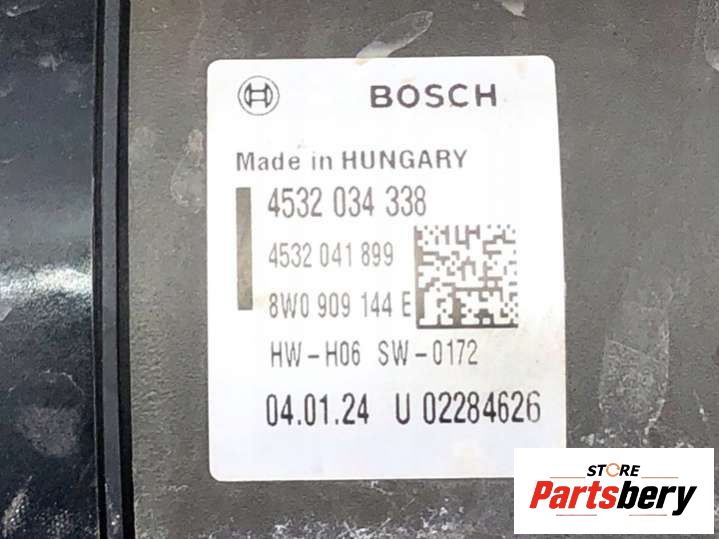 BOSCH
Made in HUNGARY
4532 034 338
4532 041 899
8W0 909 144 E
HW-H06 SW-0172
04.01.24 U 02284626
STORE
Partsbery